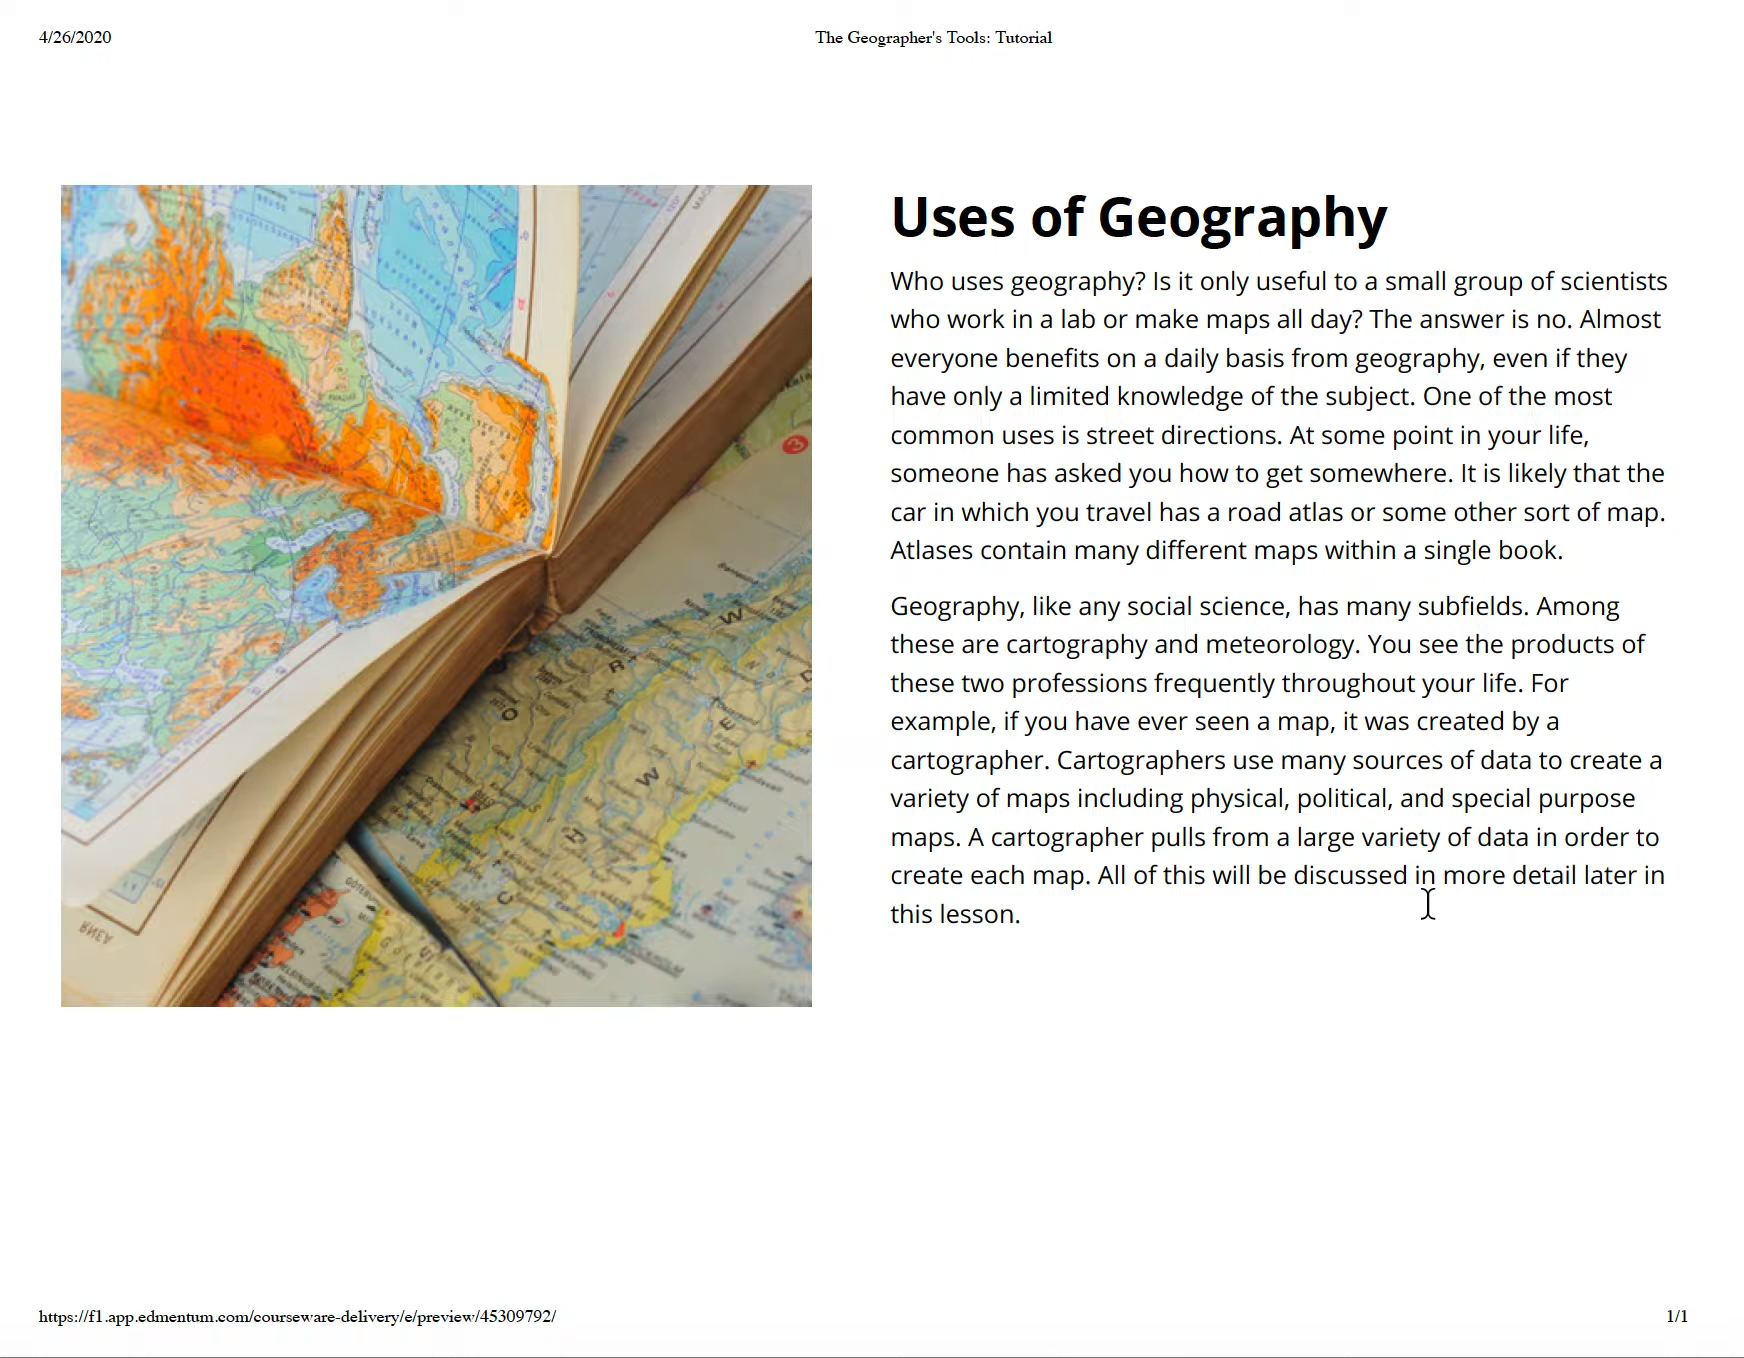 4/26/2020
The Geographer's Tools: Tutorial
Uses of Geography
Who uses geography? Is it only useful to a small group of scientists
who work in a lab or make maps all day? The answer is no. Almost
everyone benefits on a daily basis from geography, even if they
have only a limited knowledge of the subject. One of the most
common uses is street directions. At some point in your life,
someone has asked you how to get somewhere. It is likely that the
car in which you travel has a road atlas or some other sort of map.
Atlases contain many different maps within a single book.
Geography, like any social science, has many subfields. Among
these are cartography and meteorology. You see the products of
these two professions frequently throughout your life. For
example, if you have ever seen a map, it was created by a
cartographer. Cartographers use many sources of data to create a
variety of maps including physical, political, and special purpose
maps. A cartographer pulls from a large variety of data in order to
create each map. All of this will be discussed in more detail later in
this lesson.
https://f1.app.edmentum.com/courseware-delivery/e/preview/45309792/
1/1